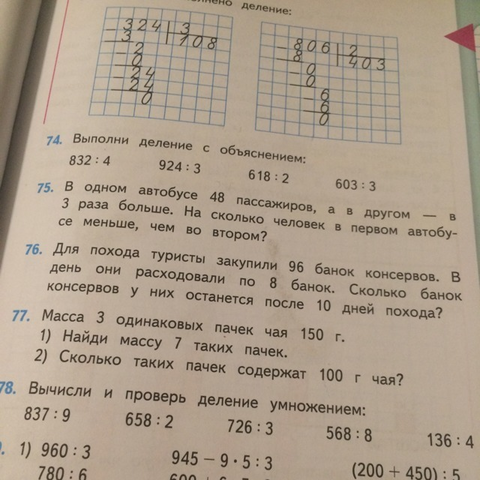 деление:
324 3
3 108
2
0
24
24
0
806 2
8 403
0
0
6
6
0
74. Выполни деление с объяснением:
832 : 4 924 : 3 618 : 2 603 : 3
75. В одном автобусе 48 пассажиров, а в другом — в
3 раза больше. На сколько человек в первом автобу-
се меньше, чем во втором?
76. Для похода туристы закупили 96 банок консервов. В
день они расходовали по 8 банок. Сколько банок
консервов у них останется после 10 дней похода?
77. Масса 3 одинаковых пачек чая 150 г.
1) Найди массу 7 таких пачек.
2) Сколько таких пачек содержат 100 г чая?
78. Вычисли и проверь деление умножением:
837 : 9 658 : 2 726 : 3 568 : 8 136 : 4
1) 960 : 3 945 − 9 · 5 : 3 (200 + 450) : 5
780 : 6